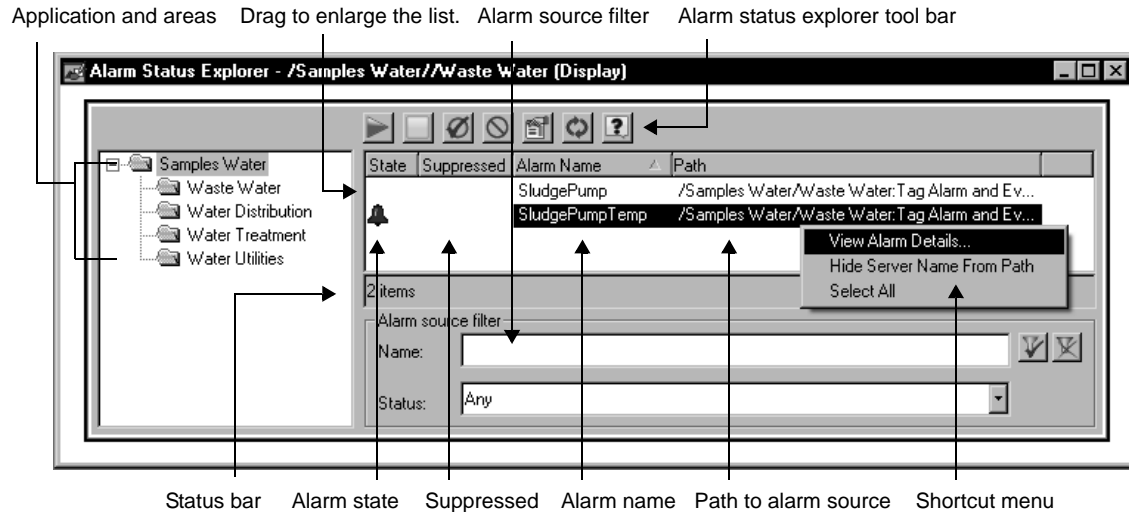 Application and areas Drag to enlarge the list. Alarm source filter Alarm status explorer tool bar
Alarm Status Explorer - /Samples Water//Waste Water (Display)
Samples Water
Waste Water
Water Distribution
Water Treatment
Water Utilities
State Suppressed Alarm Name Path
SludgePump /Samples Water/Waste Water:Tag Alarm and Ev...
SludgePumpTemp /Samples Water/Waste Water:Tag Alarm and Ev...
View Alarm Details...
Hide Server Name From Path
Select All
2 items
Alarm source filter
Name:
Status: Any
Status bar Alarm state Suppressed Alarm name Path to alarm source Shortcut menu